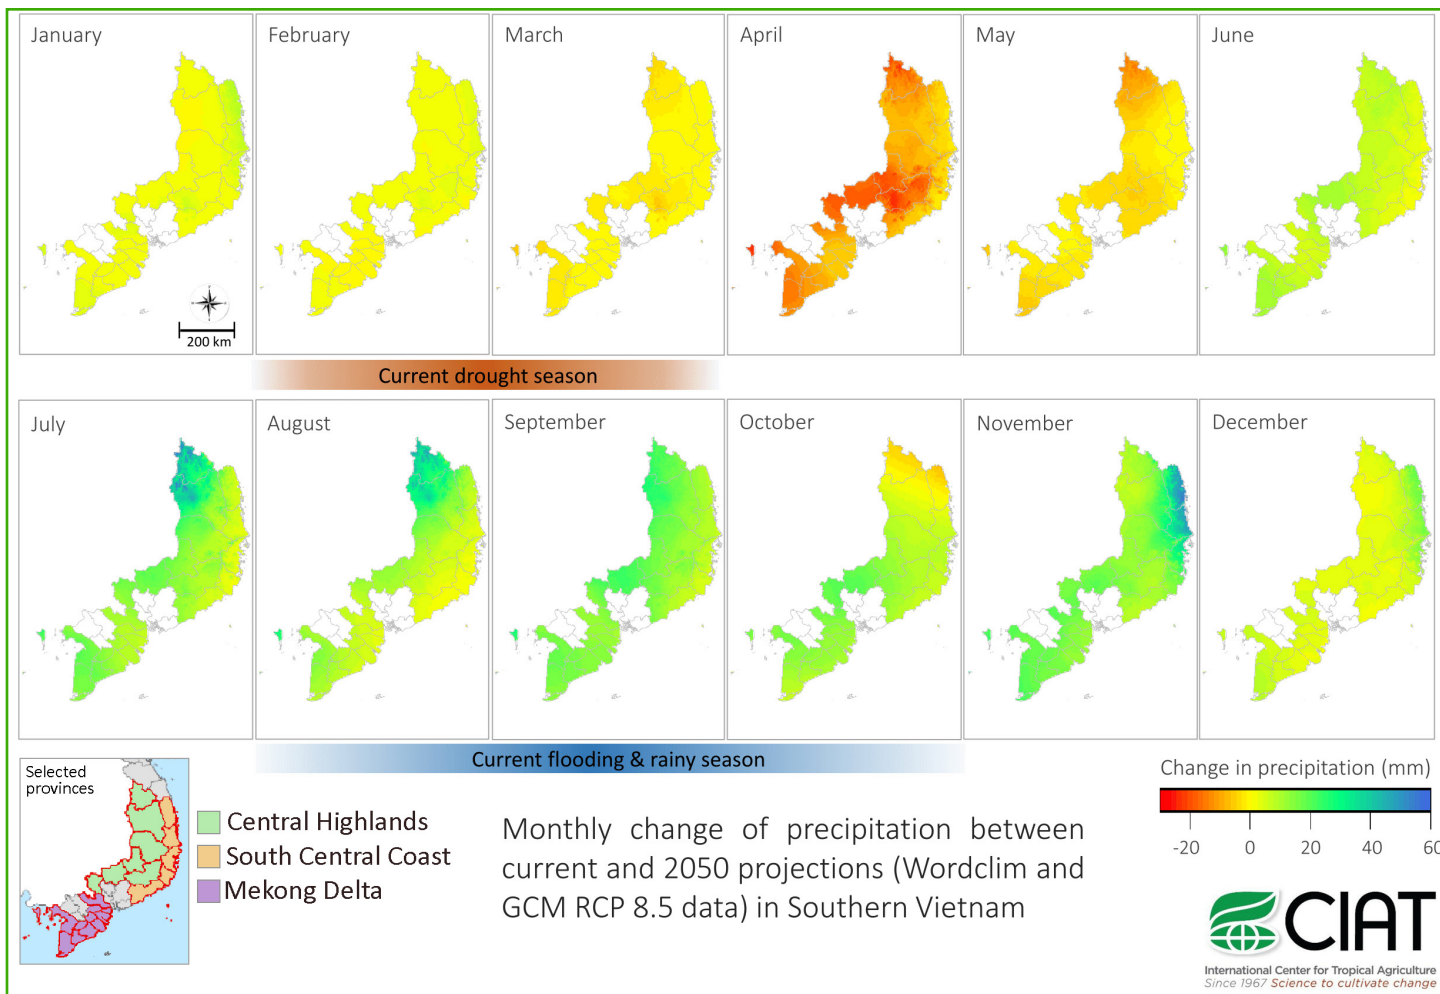 January
February
March
April
May
June
200 km
Current drought season
July
August
September
October
November
December
Current flooding & rainy season
Selected
provinces
Central Highlands
South Central Coast
Mekong Delta
Monthly change of precipitation between
current and 2050 projections (Wordclim and
GCM RCP 8.5 data) in Southern Vietnam
Change in precipitation (mm)
-20 0 20 40 60
CIAT
International Center for Tropical Agriculture
Since 1967 Science to cultivate change